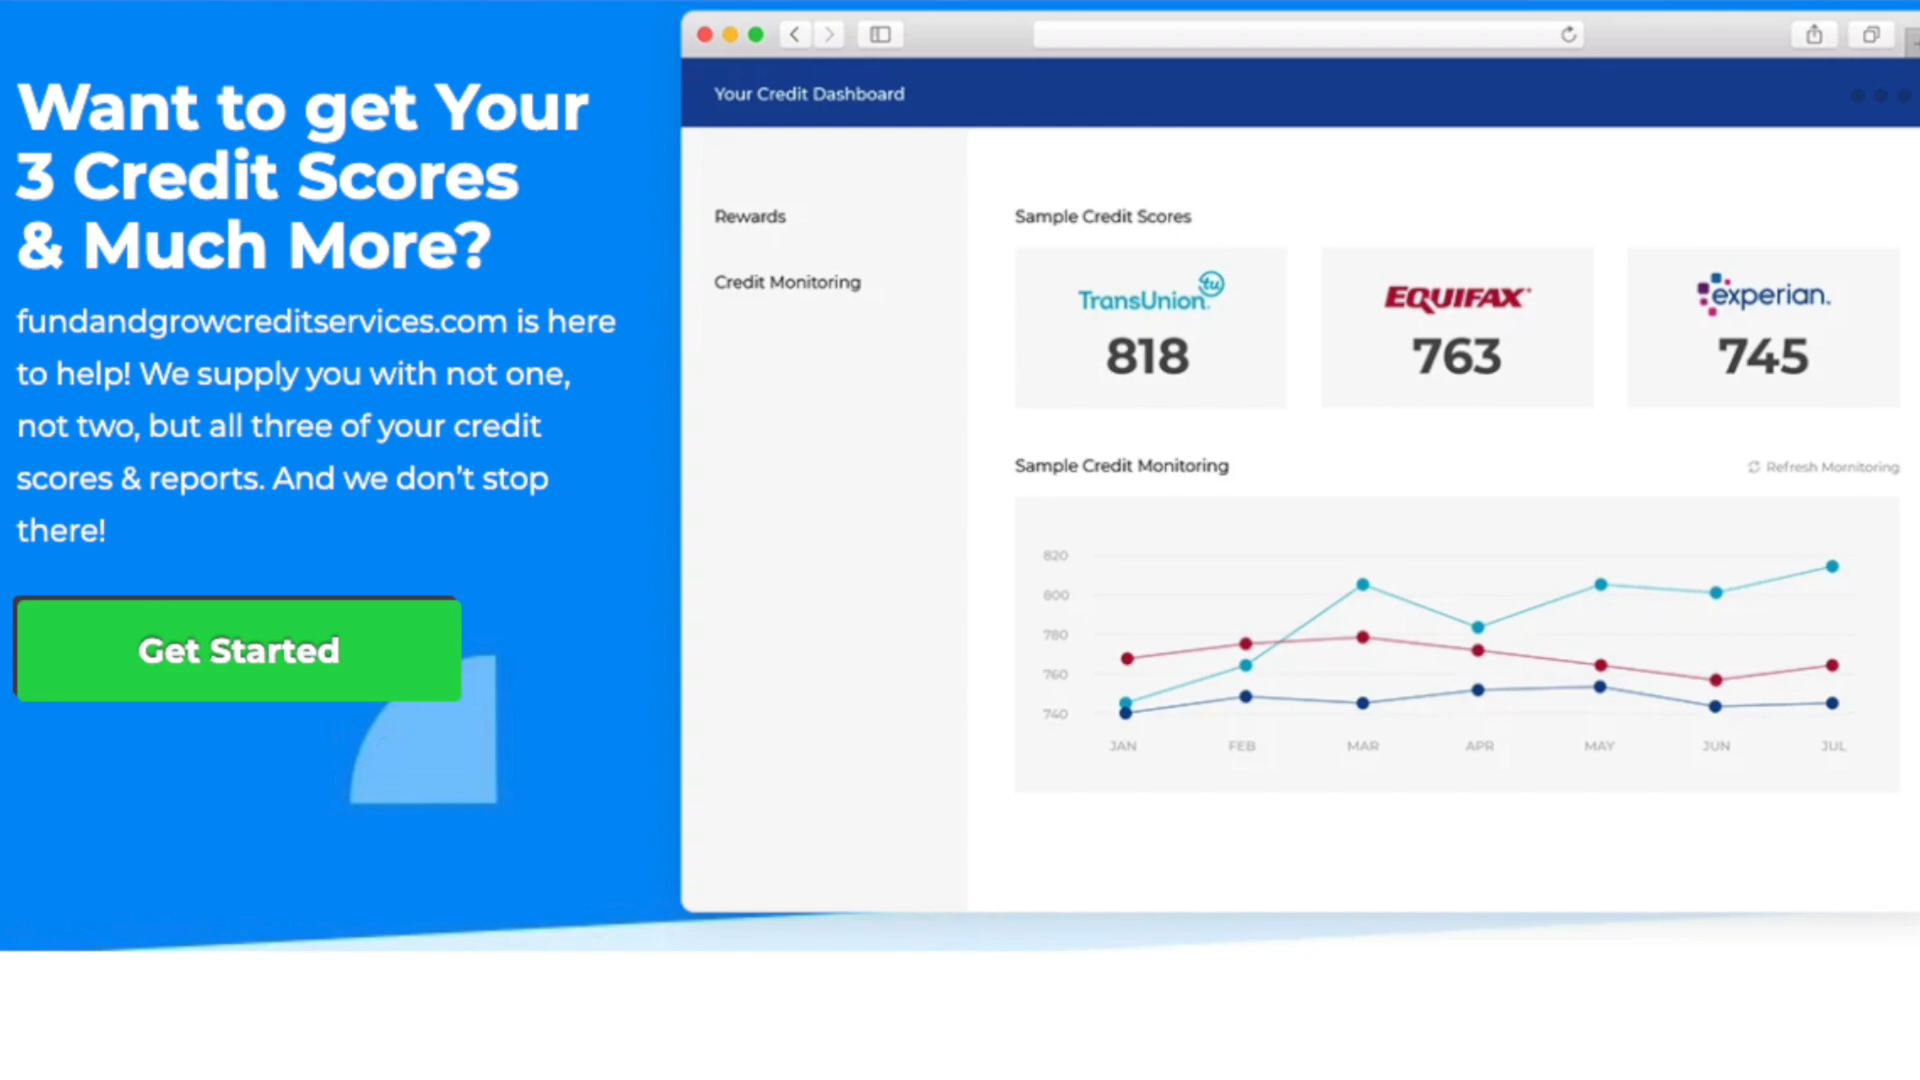 Want to get Your
3 Credit Scores
& Much More?
fundandgrowcreditservices.com is here
to help! We supply you with not one,
not two, but all three of your credit
scores & reports. And we don't stop
there!
Get Started
Your Credit Dashboard
Rewards
Credit Monitoring
Sample Credit Scores
TransUnion. tu
818
EQUIFAX
763
experian.
745
Sample Credit Monitoring
Refresh Mornitoring
820
800
780
760
740
JAN FEB MAR APR MAY JUN JUL